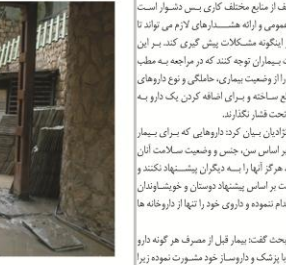 ف از منابع مختلف کاری بس دشوار است
عمومی و ارائه هشدارهای لازم می تواند تا
اینگونه مشکلات پیش گیری کند. بر این
بیماران توجه کنند که در مراجعه به مطب
را از وضعیت بیماری، حاملگی و نوع داروهای
ع ساخته و برای اضافه کردن یک دارو به
تحت فشار نگذارند.
نژادیان بیان کرد: داروهایی که برای بیمار
بر اساس سن، جنس و وضعیت سلامت آنان
هرگز آنها را به دیگران پیشنهاد نکنند و
ت بر اساس پیشنهاد دوستان و خویشاوندان
دام ننموده و داروی خود را تنها از داروخانه ها
بحث گفت: بیمار قبل از مصرف هر گونه دارو
با پزشک و داروساز خود مشورت نموده زیرا